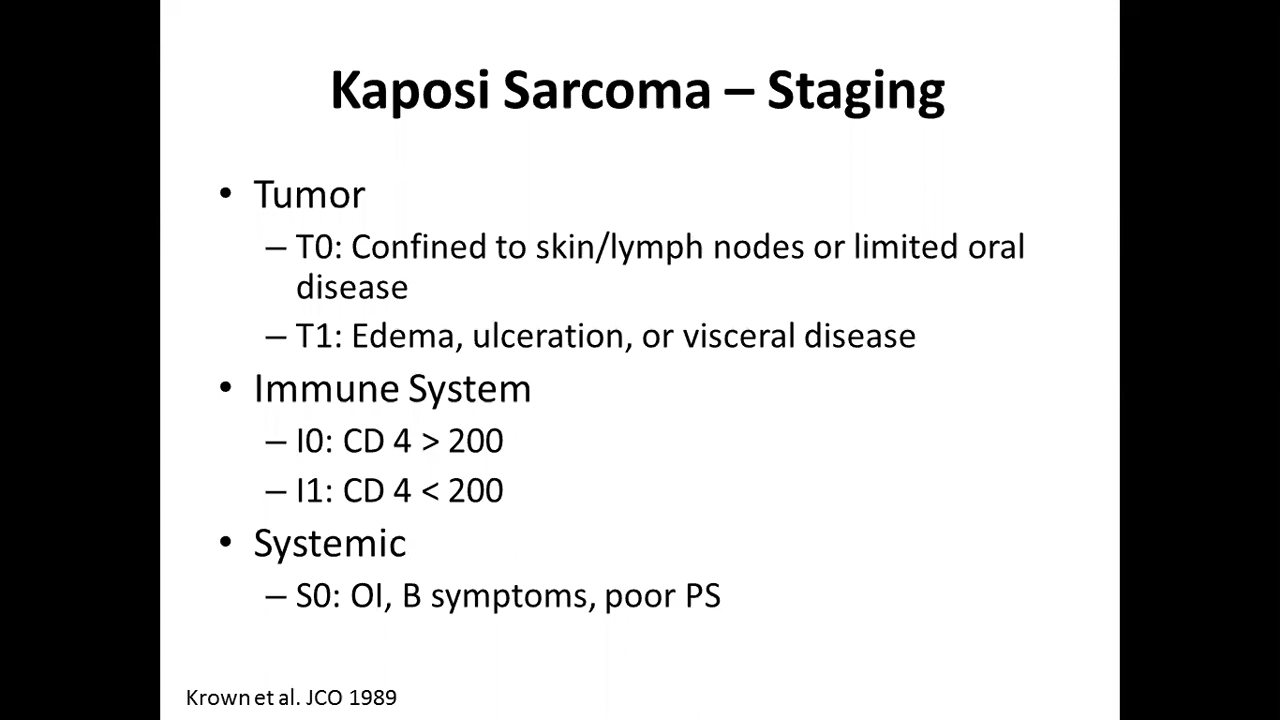 Kaposi Sarcoma – Staging
• Tumor
– T0: Confined to skin/lymph nodes or limited oral
disease
– T1: Edema, ulceration, or visceral disease
• Immune System
– I0: CD 4 > 200
– I1: CD 4 < 200
• Systemic
– S0: OI, B symptoms, poor PS
Krown et al. JCO 1989